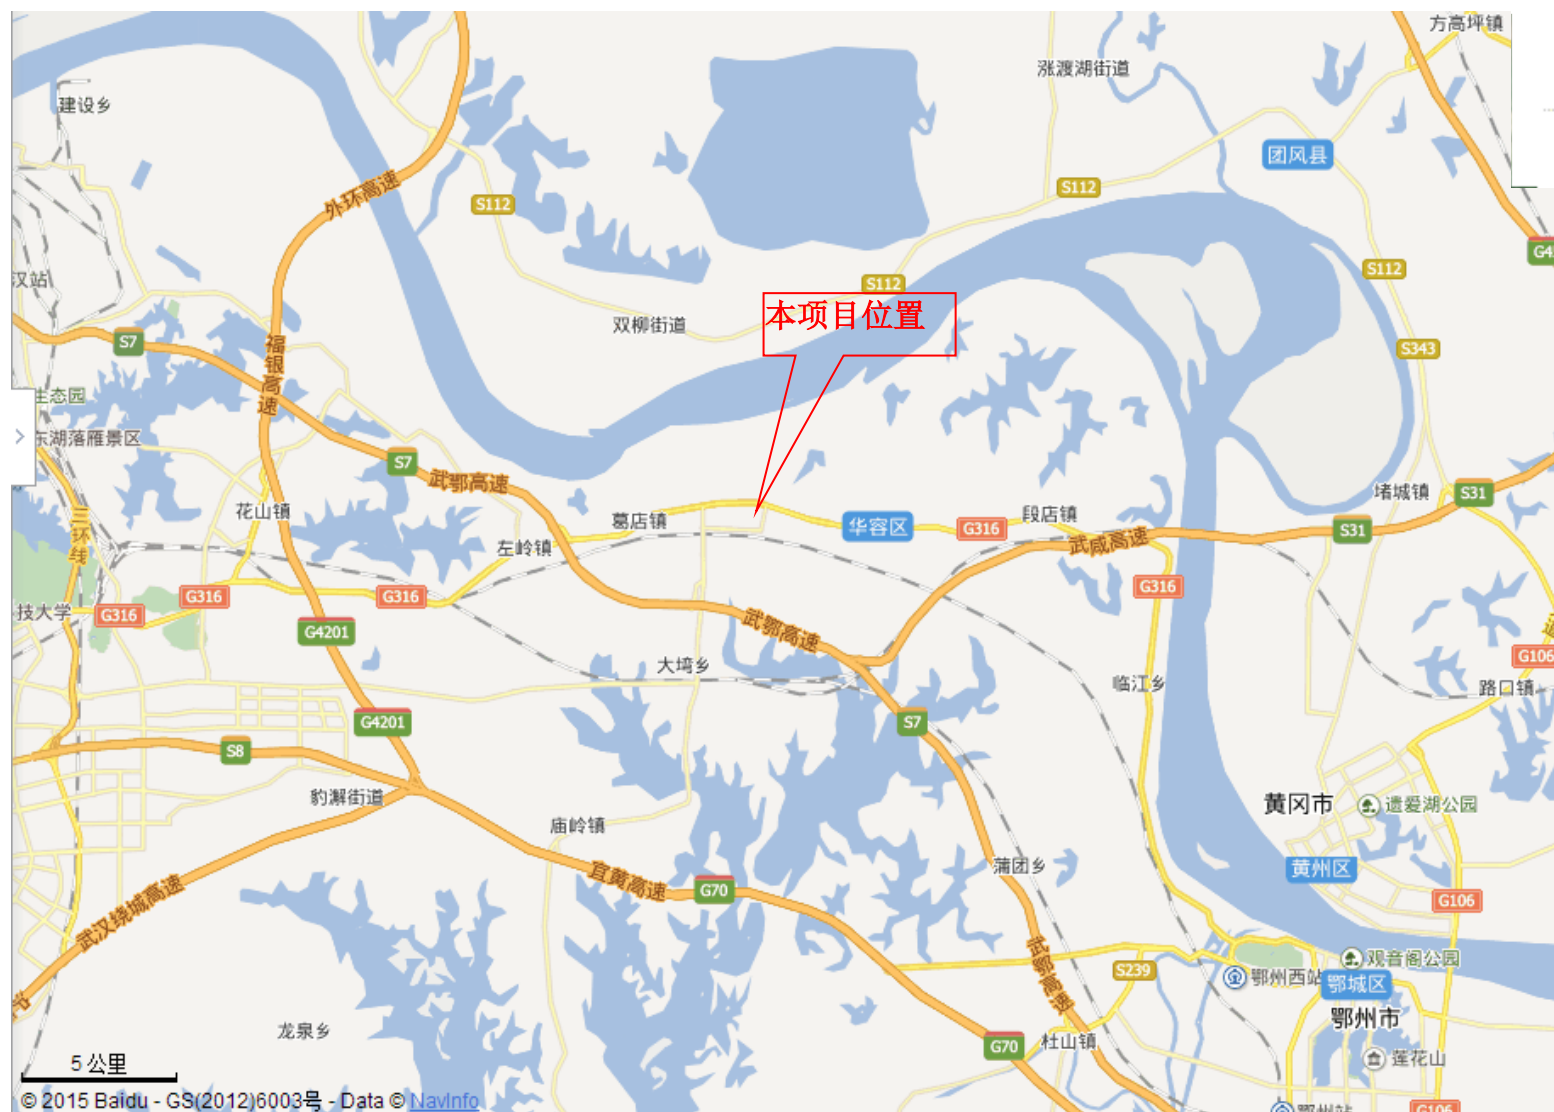 方高坪镇
涨渡湖街道
建设乡
团风县
外环高速
S112
S112
汉站
S112
S112
双柳街道
本项目位置
S7
福银高速
S343
生态园
东湖落雁景区
S7
武鄂高速
花山镇
葛店镇
华容区
G316
段店镇
堵城镇
S31
S31
三环线
左岭镇
武威高速
技大学
G316
G316
G316
G316
G4201
武鄂高速
大塆乡
临江乡
G106
路口镇
G4201
S7
S8
豹澥街道
庙岭镇
黄冈市
遗爱湖公园
宜黄高速
G70
蒲团乡
黄州区
G106
武汉绕城高速
武鄂高速
S239
观音阁公园
鄂州西站
鄂城区
鄂州市
龙泉乡
G70
杜山镇
莲花山
5 公里
© 2015 Baidu - GS(2012)6003号 - Data © NavInfo
鄂州站
G106